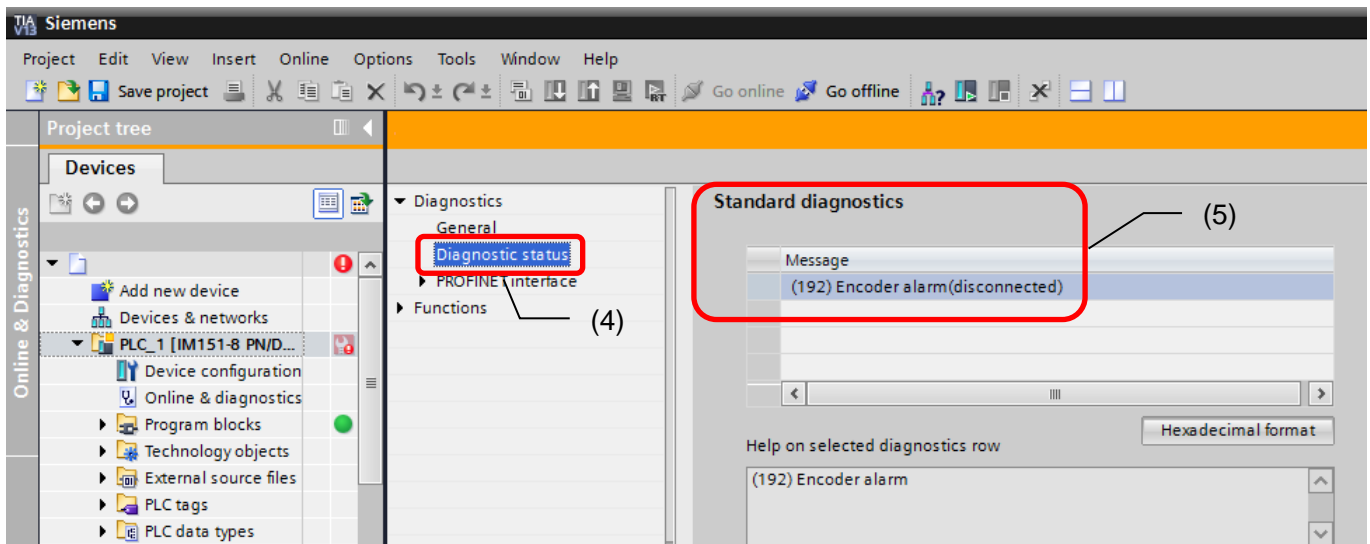 TIA V13 Siemens
Project Edit View Insert Online Options Tools Window Help
Save project Go online Go offline
Project tree
Devices
Online & Diagnostics
Add new device
Devices & networks
PLC_1 [IM151-8 PN/D...
Device configuration
Online & diagnostics
Program blocks
Technology objects
External source files
PLC tags
PLC data types
Diagnostics
General
Diagnostic status
PROFINET interface
Functions
(4)
Standard diagnostics
(5)
Message
(192) Encoder alarm(disconnected)
Hexadecimal format
Help on selected diagnostics row
(192) Encoder alarm